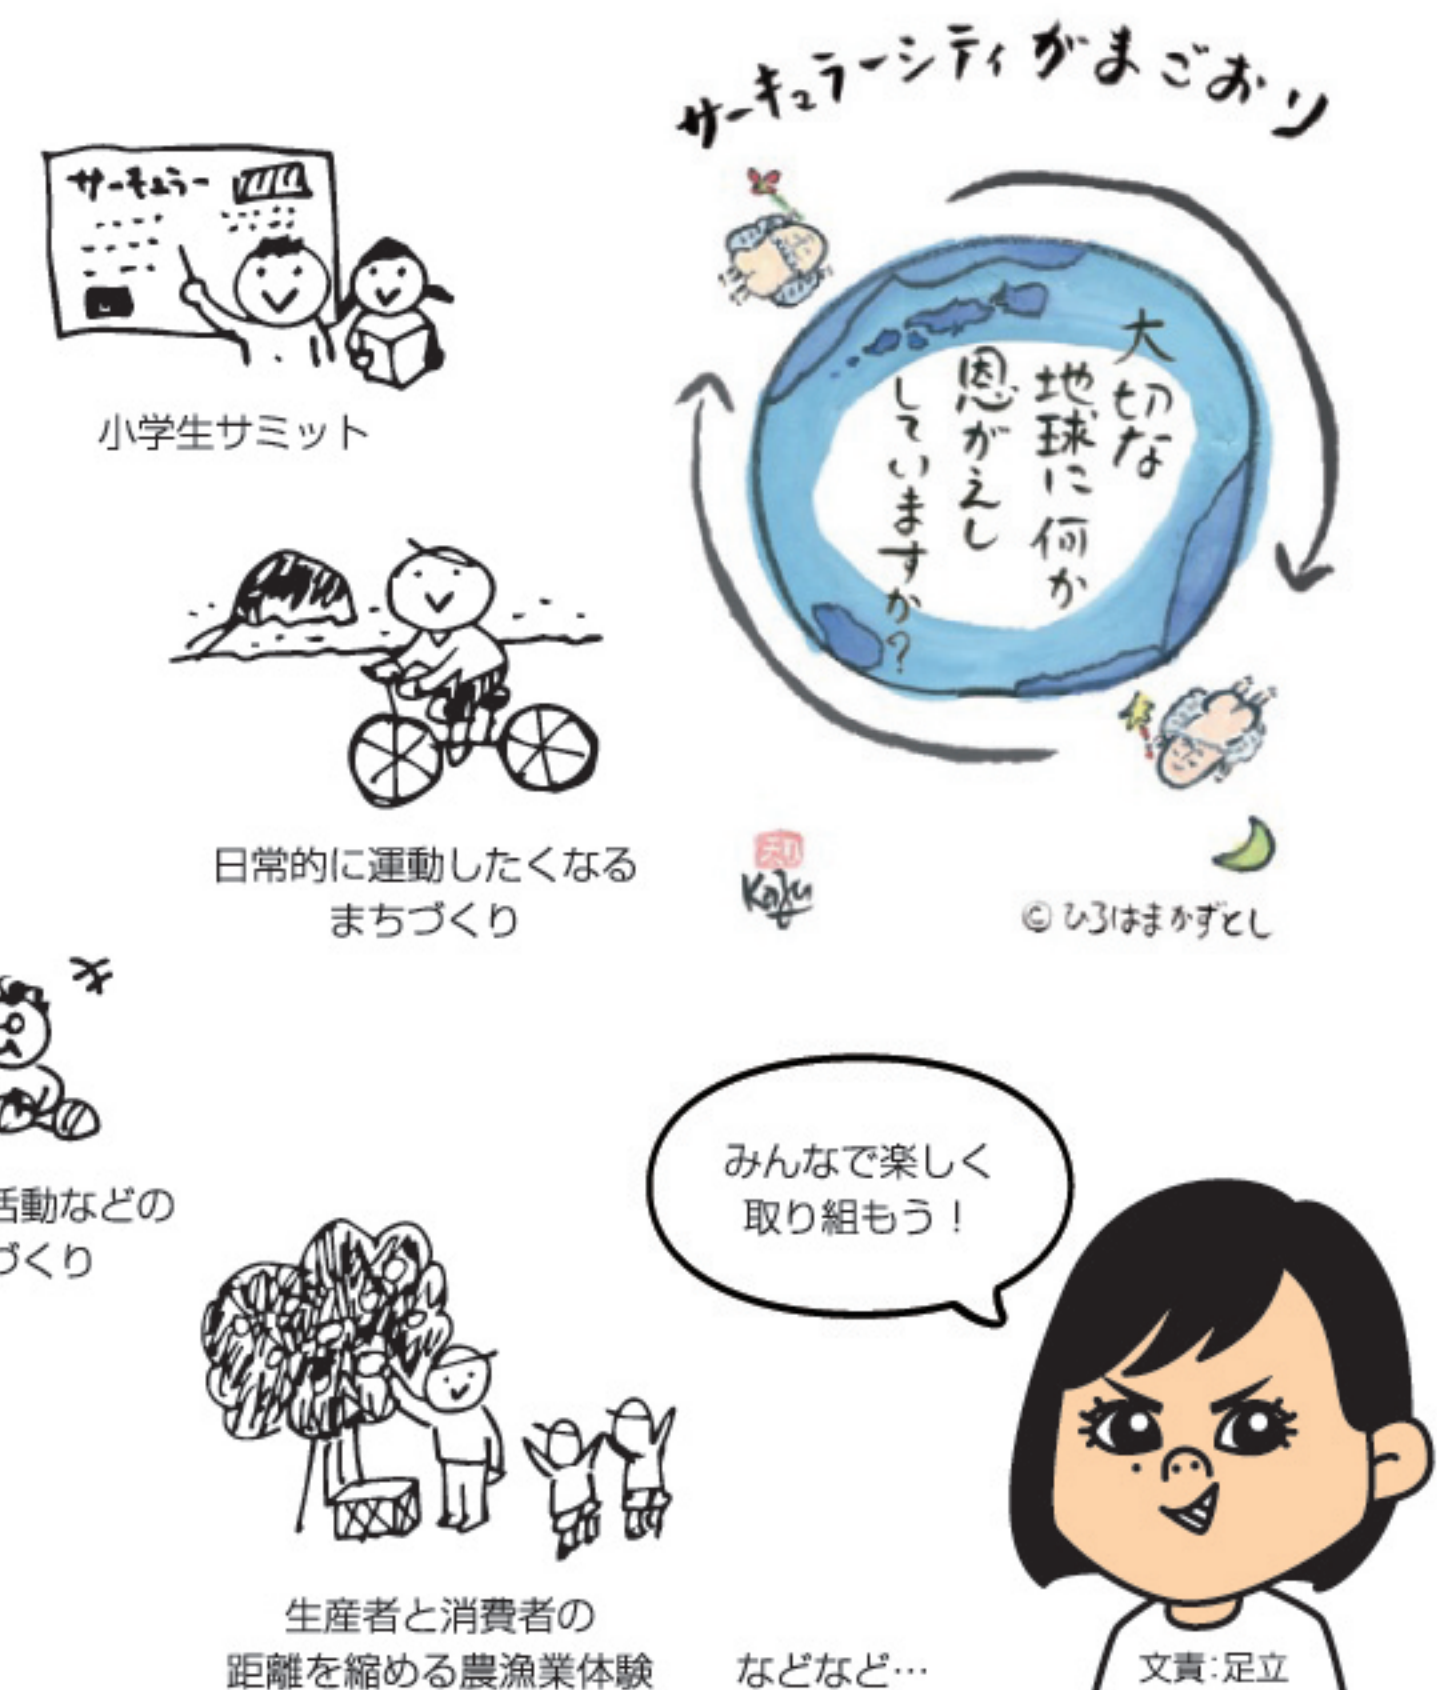 サーキュラーシティがまごおり
サーキュラー
小学生サミット
大切な
地球に何か
恩がえし
していますか?
日常的に運動したくなる
まちづくり
和
Kazu
©ひろはまかずとし
活動などの
づくり
みんなで楽しく
取り組もう！
生産者と消費者の
距離を縮める農漁業体験
などなど…
文責：足立